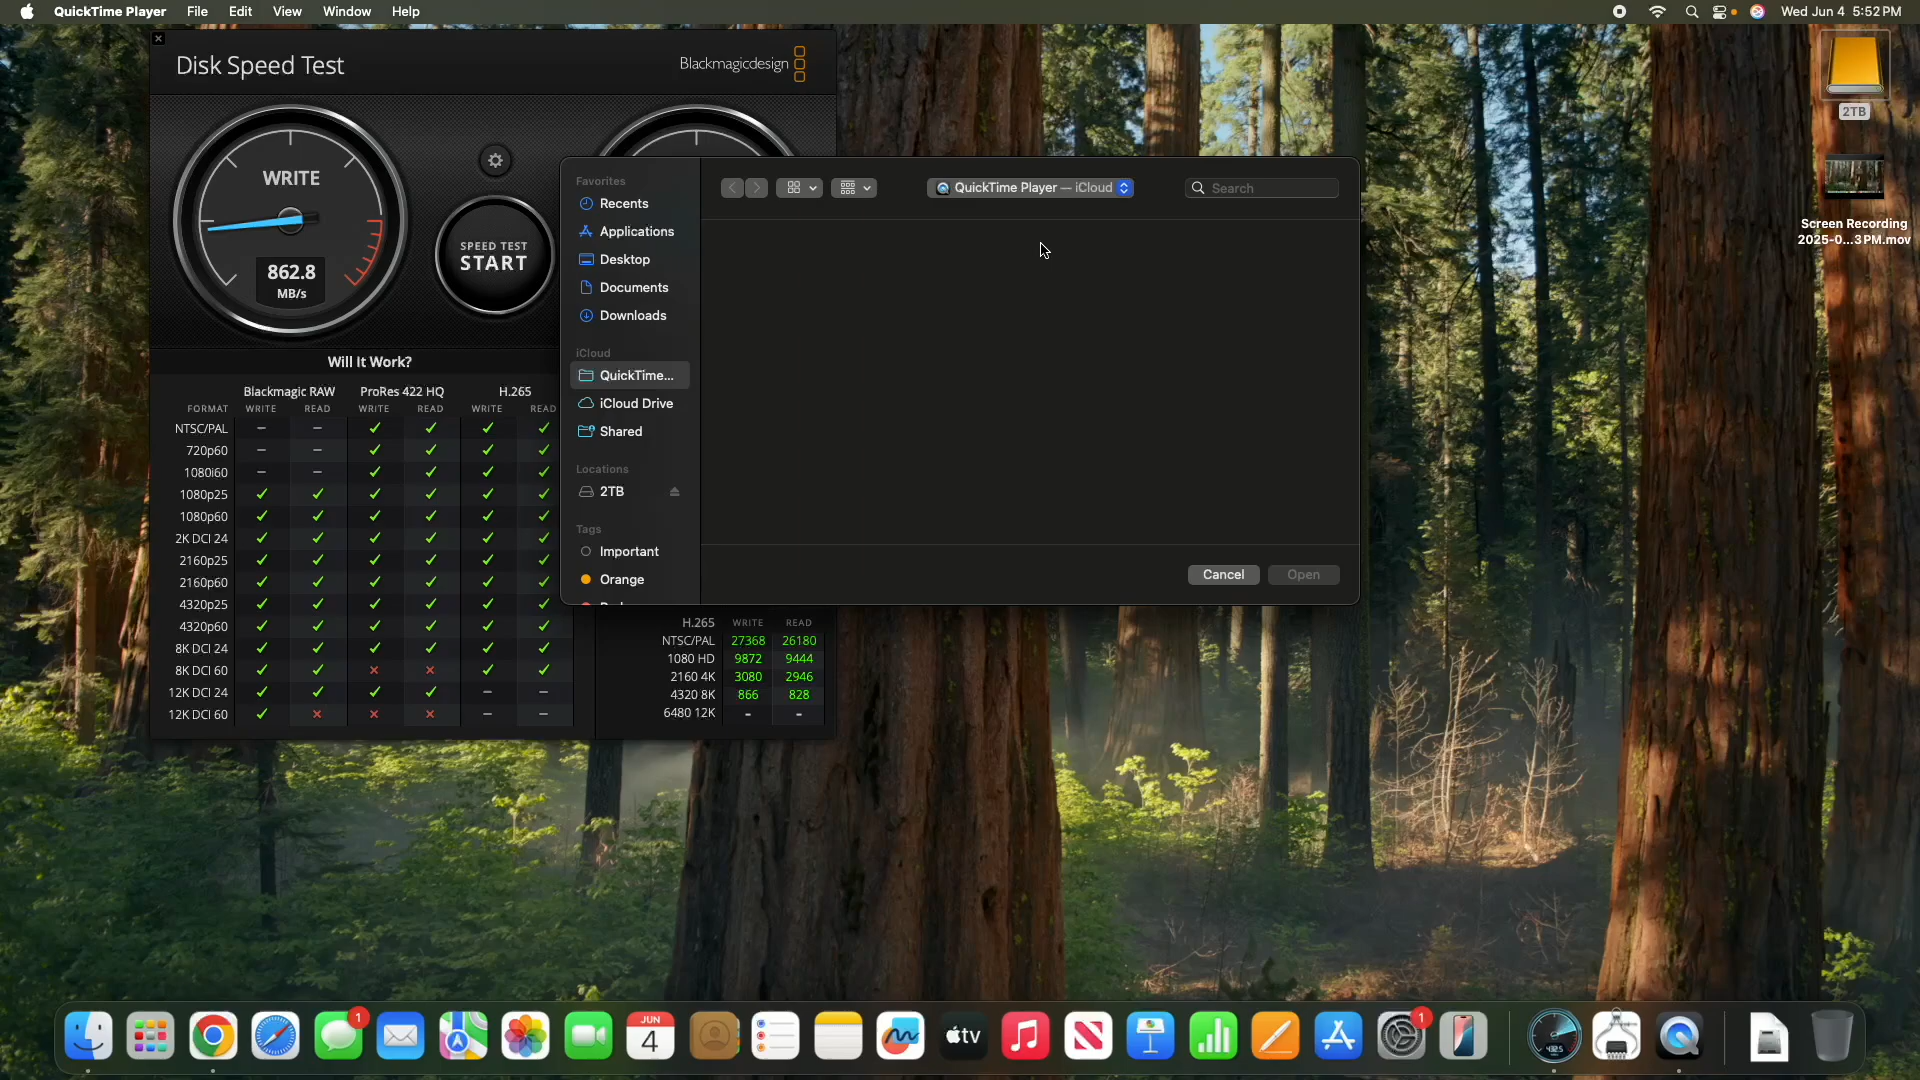 QuickTime Player File Edit View Window Help Wed Jun 4 5:52 PM
Disk Speed Test
Blackmagicdesign
WRITE
862.8
MB/s
SPEED TEST
START
Will It Work?
Blackmagic RAW ProRes 422 HQ H.265
FORMAT WRITE READ WRITE READ WRITE READ
NTSC/PAL – – ✓ ✓ ✓ ✓
720p60 – – ✓ ✓ ✓ ✓
1080i60 – – ✓ ✓ ✓ ✓
1080p25 ✓ ✓ ✓ ✓ ✓ ✓
1080p60 ✓ ✓ ✓ ✓ ✓ ✓
2K DCI 24 ✓ ✓ ✓ ✓ ✓ ✓
2160p25 ✓ ✓ ✓ ✓ ✓ ✓
2160p60 ✓ ✓ ✓ ✓ ✓ ✓
4320p25 ✓ ✓ ✓ ✓ ✓ ✓
4320p60 ✓ ✓ ✓ ✓ ✓ ✓
8K DCI 24 ✓ ✓ ✓ ✓ ✓ ✓
8K DCI 60 ✓ ✓ × × ✓ ✓
12K DCI 24 ✓ ✓ ✓ ✓ – –
12K DCI 60 ✓ × × × – –
H.265 WRITE READ
NTSC/PAL 27368 26180
1080 HD 9872 9444
2160 4K 3080 2946
4320 8K 866 828
6480 12K - -
Favorites
Recents
Applications
Desktop
Documents
Downloads
iCloud
QuickTime...
iCloud Drive
Shared
Locations
2TB
Tags
Important
Orange
QuickTime Player — iCloud
Search
Cancel Open
2TB
Screen Recording
2025-0...3 PM.mov
1
JUN
4
tv
1